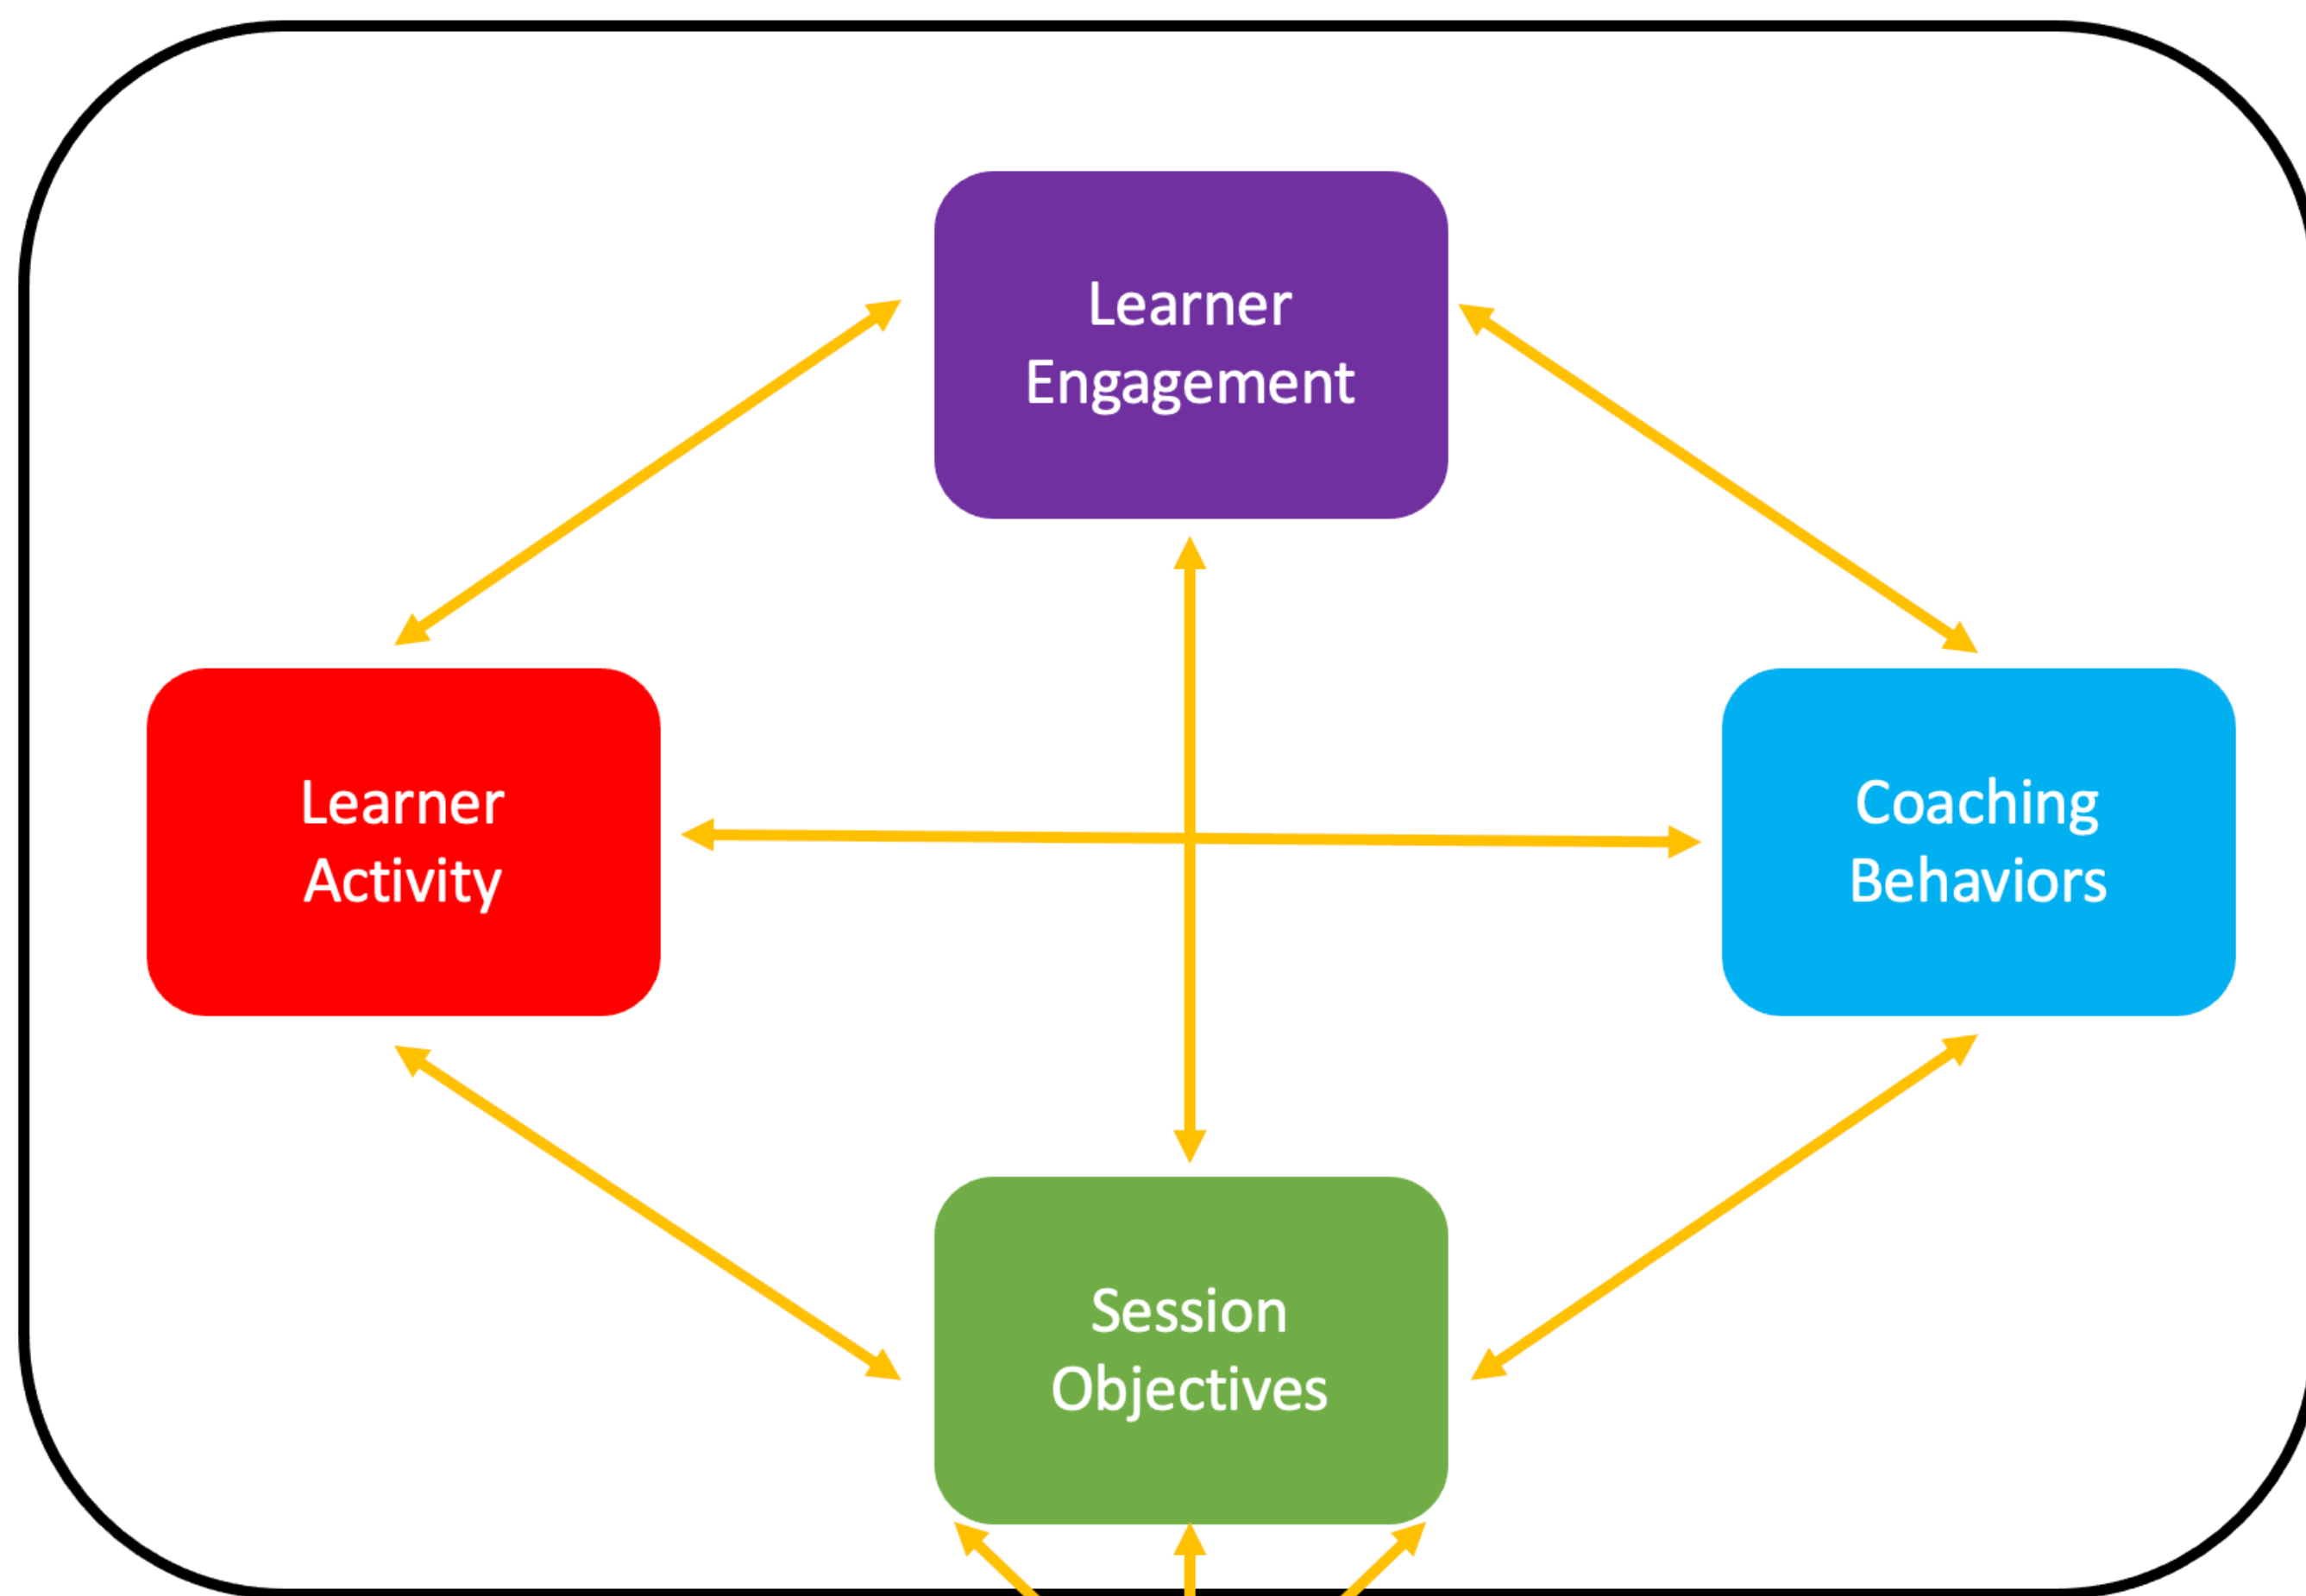 Learner
Engagement
Learner
Activity
Coaching
Behaviors
Session
Objectives